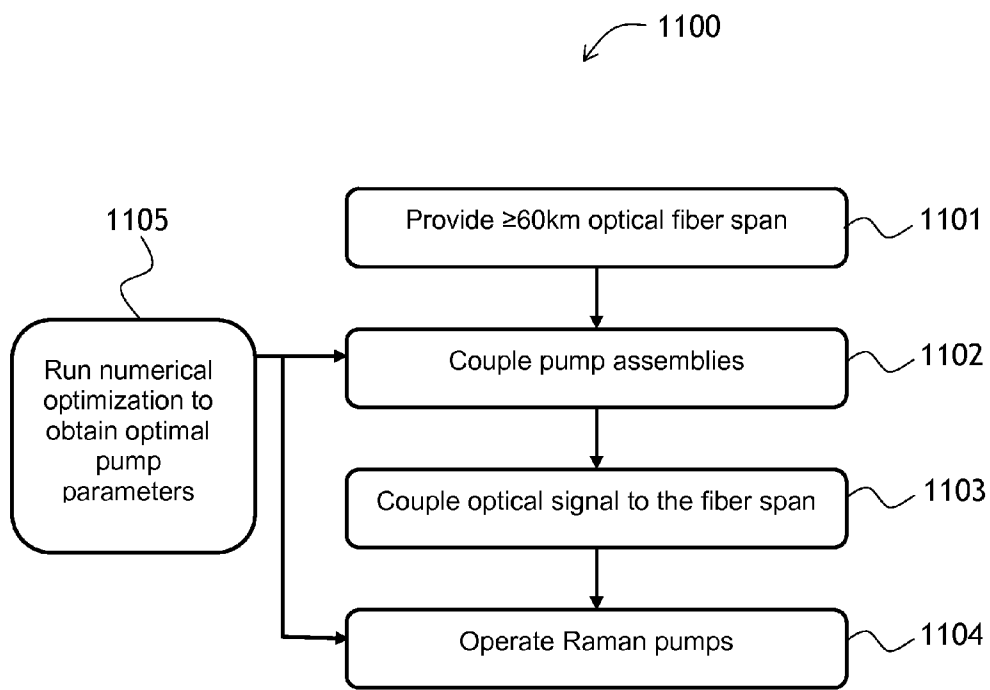 1100
Provide ≥60km optical fiber span
1101
1105
Run numerical
optimization to
obtain optimal
pump
parameters
Couple pump assemblies
1102
Couple optical signal to the fiber span
1103
Operate Raman pumps
1104